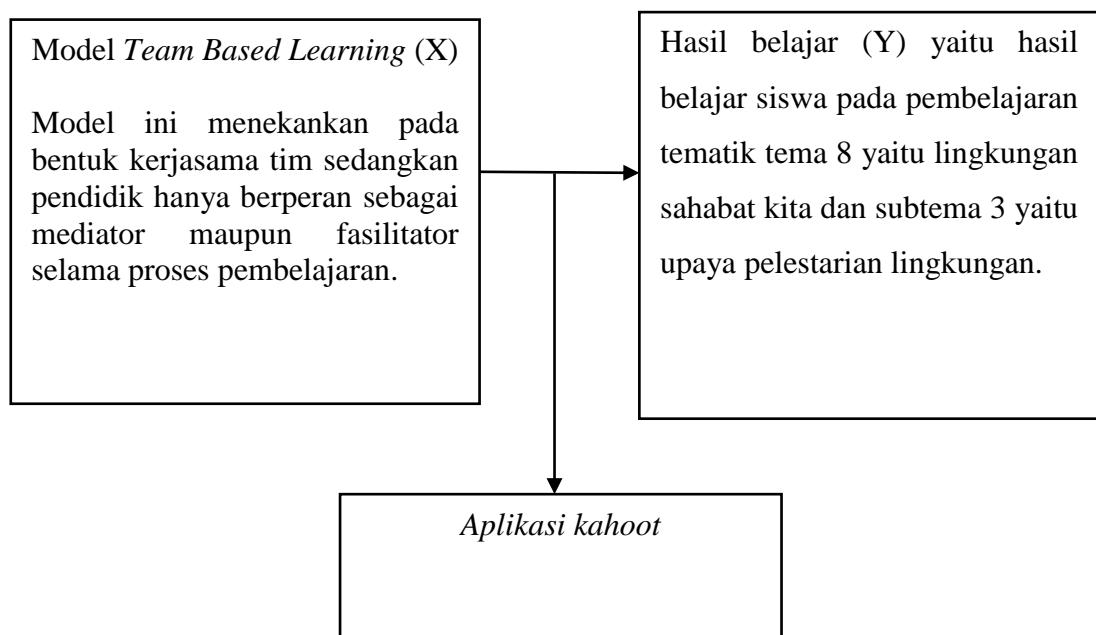 Model Team Based Learning (X)
Model ini menekankan pada
bentuk kerjasama tim sedangkan
pendidik hanya berperan sebagai
mediator maupun fasilitator
selama proses pembelajaran.
Hasil belajar (Y) yaitu hasil
belajar siswa pada pembelajaran
tematik tema 8 yaitu lingkungan
sahabat kita dan subtema 3 yaitu
upaya pelestarian lingkungan.
Aplikasi kahoot